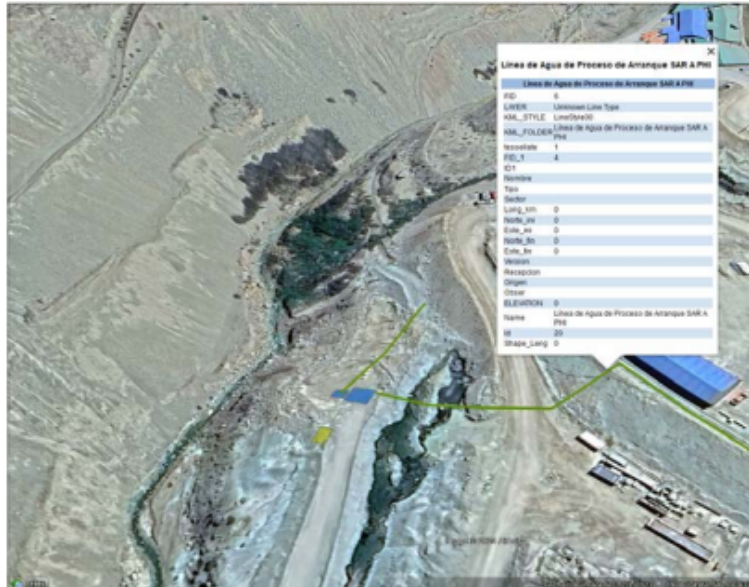 Línea de Agua de Proceso de Arranque SAR A PHI
Línea de Agua de Proceso de Arranque SAR A PHI
FID 6
LAYER Unknown Line Type
KML_STYLE LineStyle00
KML_FOLDER Línea de Agua de Proceso de Arranque SAR A
PHI
tessellate 1
FID_1 4
ID1
Nombre
Tipo
Sector
Long_km 0
Norte_ini 0
Este_ini 0
Norte_fin 0
Este_fin 0
Version
Recepcion
Origen
Obser
ELEVATION 0
Name Línea de Agua de Proceso de Arranque SAR A
PHI
Id 20
Shape_Leng 0